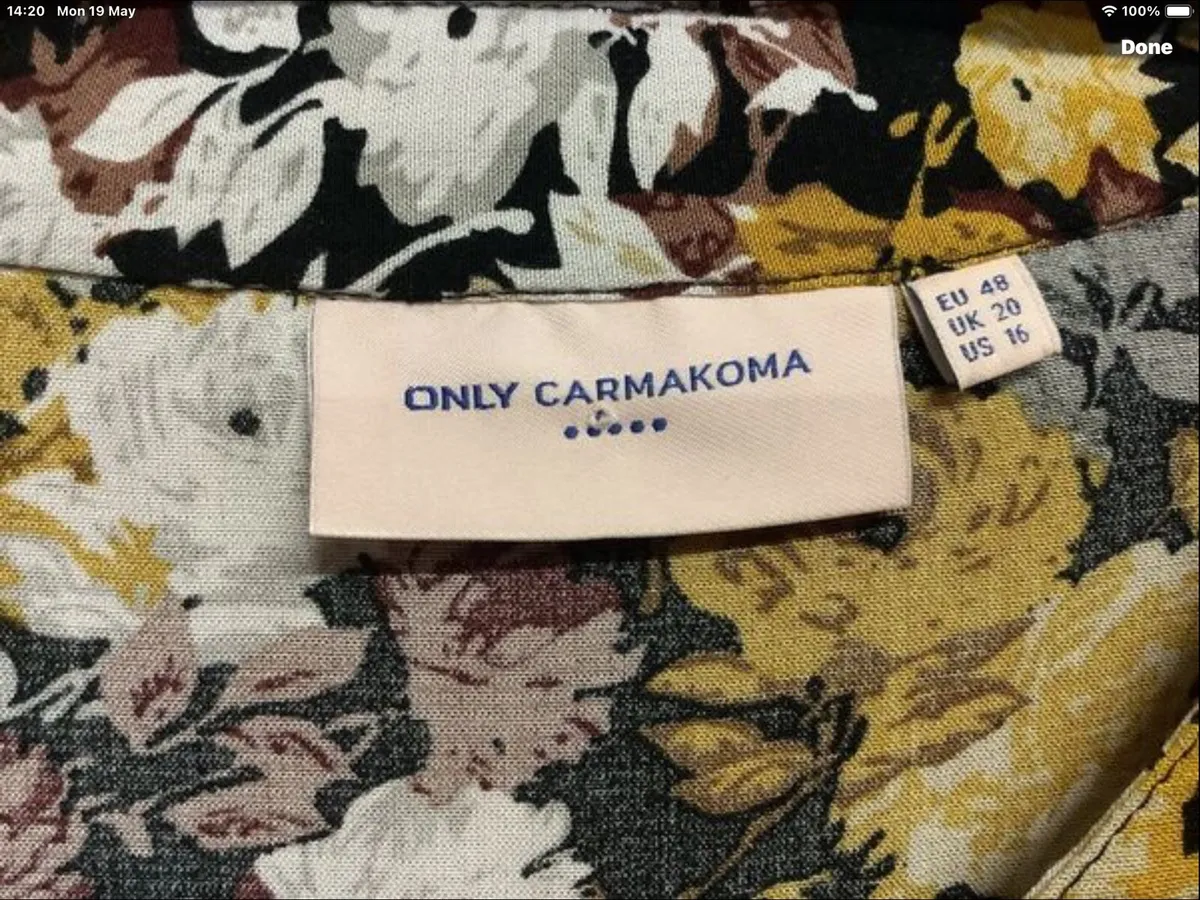 14:20 Mon 19 May
100%
Done
ONLY CARMAKOMA
EU 48
UK 20
US 16